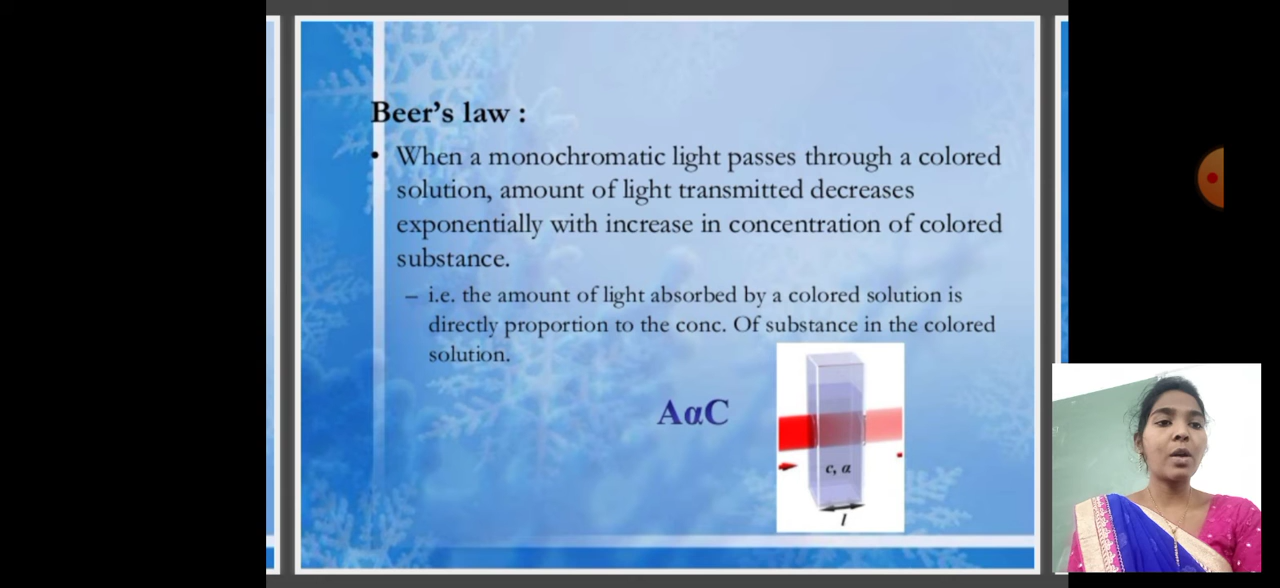 Beer's law :
• When a monochromatic light passes through a colored
solution, amount of light transmitted decreases
exponentially with increase in concentration of colored
substance.
– i.e. the amount of light absorbed by a colored solution is
directly proportion to the conc. Of substance in the colored
solution.
AαC
c, α
l